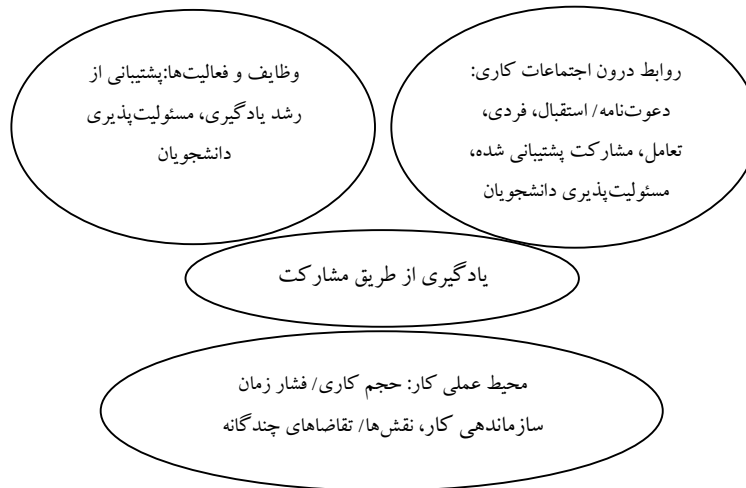 روابط درون اجتماعات کاری:
دعوت‌نامه/ استقبال، فردی،
تعامل، مشارکت پشتیبانی شده،
مسئولیت‌پذیری دانشجویان
وظایف و فعالیت‌ها:پشتیبانی از
رشد یادگیری، مسئولیت‌پذیری
دانشجویان
یادگیری از طریق مشارکت
محیط عملی کار: حجم کاری/ فشار زمان
سازماندهی کار، نقش‌ها/ تقاضاهای چندگانه